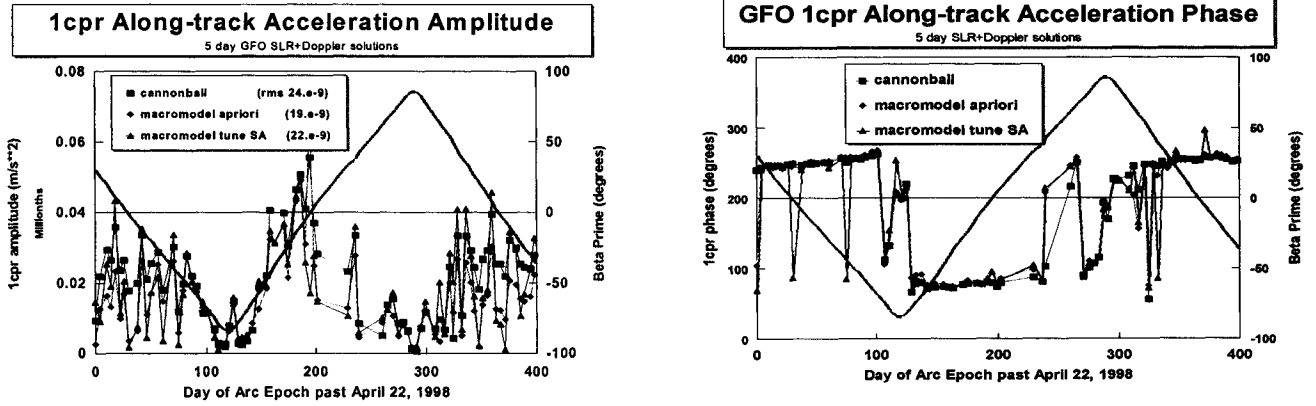 1cpr Along-track Acceleration Amplitude
5 day GFO SLR+Doppler solutions
0.08
0.06
0.04
0.02
0
100
50
0
-50
-100
1cpr amplitude (m/s**2)
Millionths
Beta Prime (degrees)
cannonball (rms 24.e-9)
macromodel apriori (19.e-9)
macromodel tune SA (22.e-9)
0 100 200 300 400
Day of Arc Epoch past April 22, 1998
GFO 1cpr Along-track Acceleration Phase
5 day SLR+Doppler solutions
400
300
200
100
0
100
50
0
-50
-100
1cpr phase (degrees)
Beta Prime (degrees)
cannonball
macromodel apriori
macromodel tune SA
0 100 200 300 400
Day of Arc Epoch past April 22, 1998